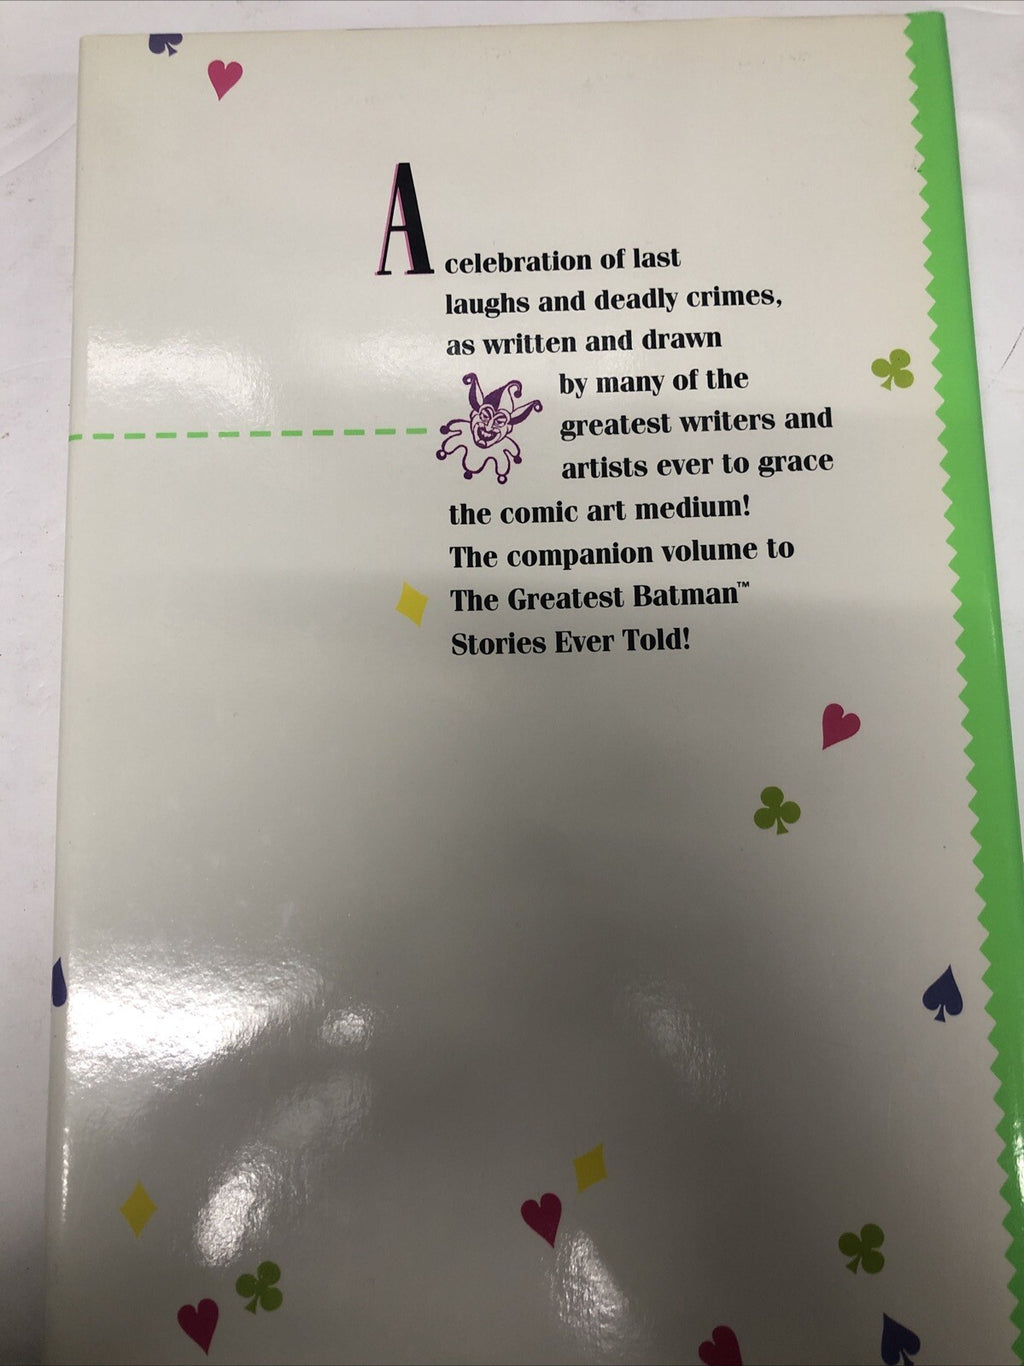 A celebration of last
laughs and deadly crimes,
as written and drawn
by many of the
greatest writers and
artists ever to grace
the comic art medium!
The companion volume to
The Greatest Batman™
Stories Ever Told!